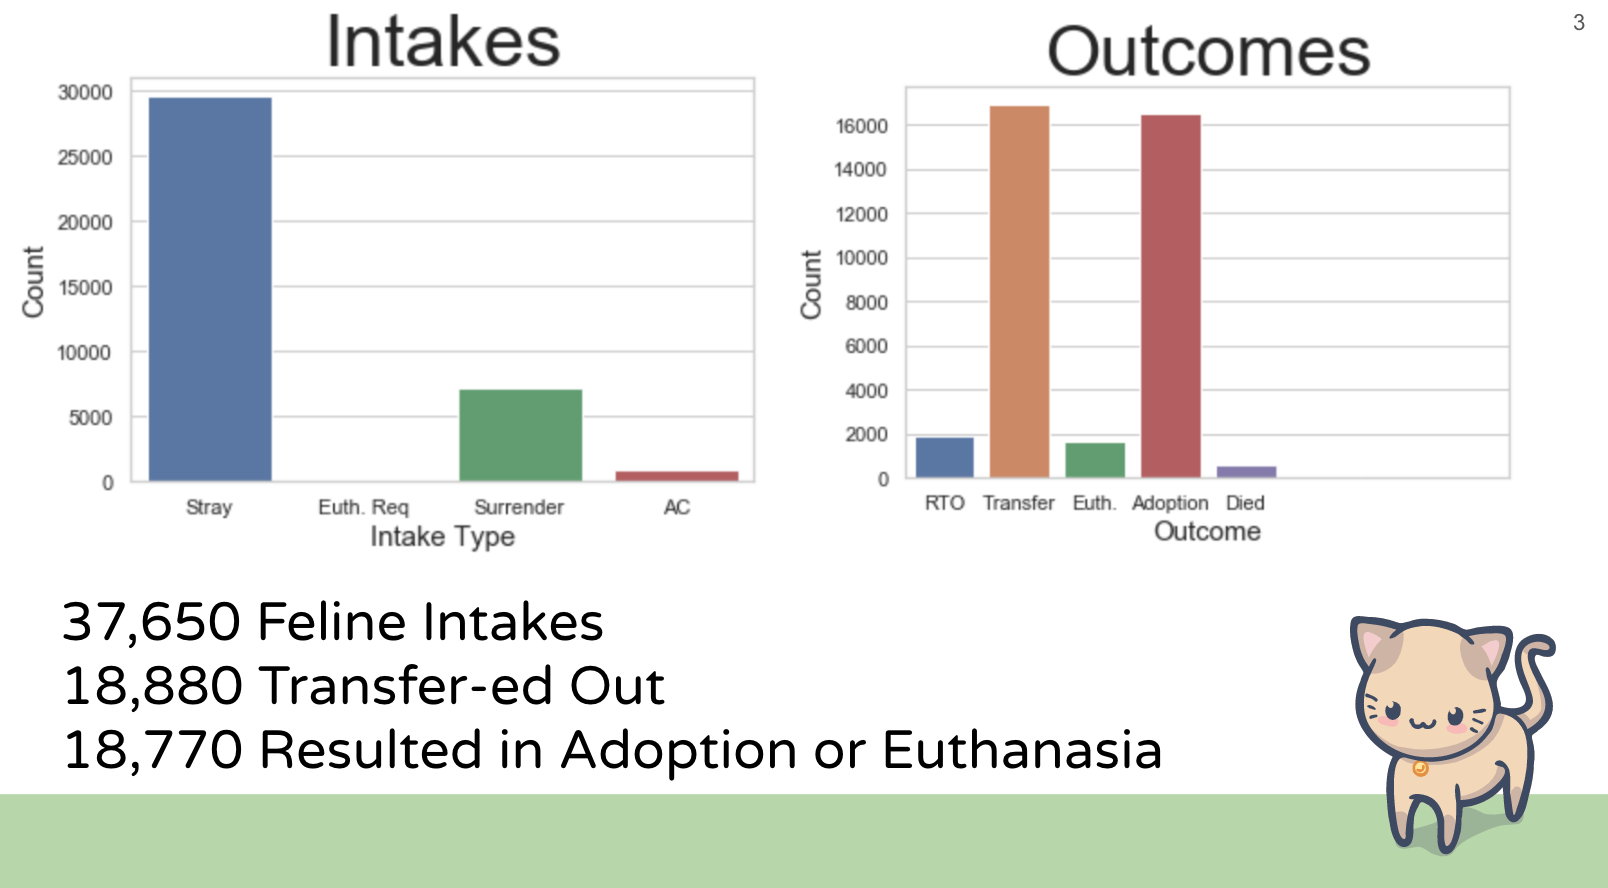 3
Intakes
30000
25000
20000
15000
10000
5000
0
Count
Stray Euth. Req Surrender AC
Intake Type
Outcomes
16000
14000
12000
10000
8000
6000
4000
2000
0
Count
RTO Transfer Euth. Adoption Died
Outcome
37,650 Feline Intakes
18,880 Transfer-ed Out
18,770 Resulted in Adoption or Euthanasia